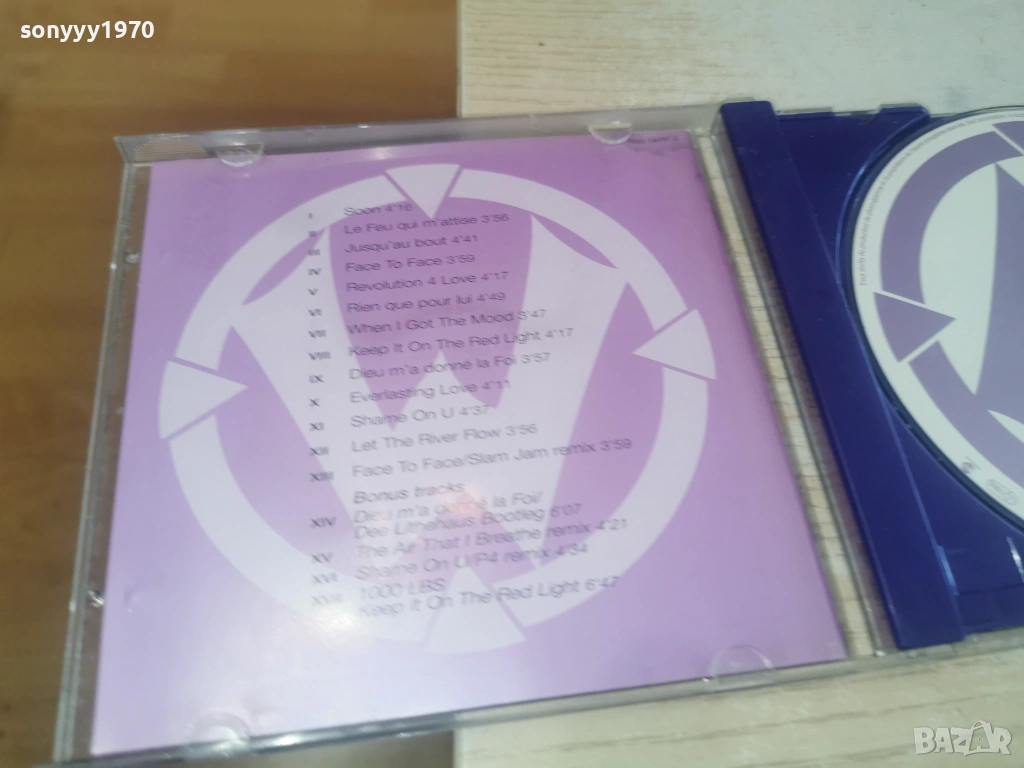 sonyyy1970
I Soon 4'16
II Le Feu qui m'attise 3'56
III Jusqu'au bout 4'41
IV Face To Face 3'59
V Revolution 4 Love 4'17
VI Rien que pour lui 4'49
VII When I Got The Mood 3'47
VIII Keep It On The Red Light 4'17
IX Dieu m'a donné la Foi 3'57
X Everlasting Love 4'11
XI Shame On U 4'37
XII Let The River Flow 3'56
XIII Face To Face/Slam Jam remix 3'59
Bonus tracks
XIV Dieu m'a donné la Foi/
Dee Lithehaus Bootleg 6'07
XV The Air That I Breathe remix 4'21
XVI Shame On U/P4 remix 4'34
XVII 1000 LBS
Keep It On The Red Light 6'47
BAZAR